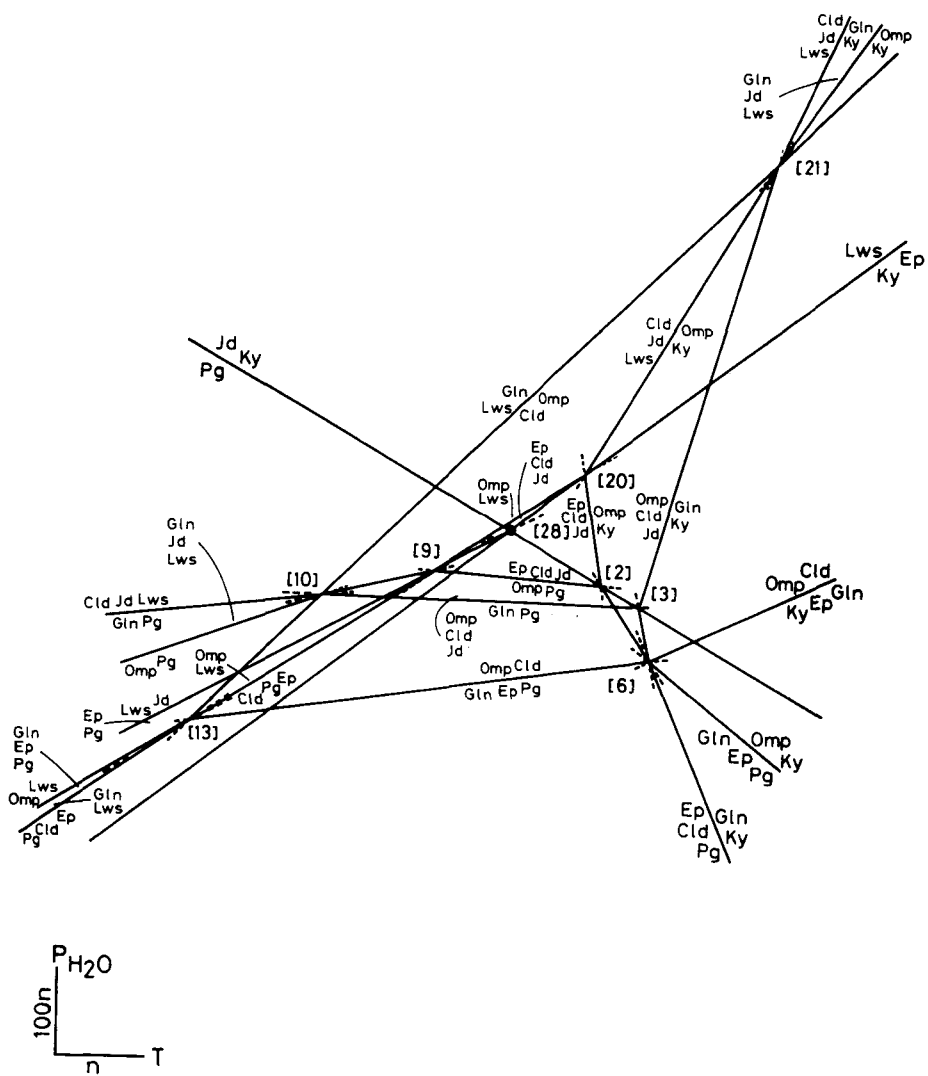 Cld Gln Omp
Jd Ky Ky
Lws
Gln
Jd
Lws
[21]
Lws Ep
Ky
Cld Omp
Jd Ky
Lws
Jd Ky
Pg
Gln Omp
Lws Cld
Ep
Cld
Jd
Omp
Lws
[20]
Ep
Cld Omp
Jd Ky
Omp Gln
Cld Ky
Jd
[28]
Gln
Jd
Lws
[9]
[10]
Ep Cld Jd
Omp Pg
[2]
[3]
Cld Jd Lws
Gln Pg
Gln Pg
Omp
Cld
Jd
Omp Cld
Ky Ep Gln
Omp Pg
Omp
Lws
Omp Cld
Gln Ep Pg
[6]
Cld Pg Ep
Ep Lws Jd
Pg
[13]
Gln
Ep
Pg
Gln Omp
Ep Ky
Pg
Lws
Omp
Gln
Lws
Pg Cld Ep
Ep Gln
Cld Ky
Pg
P H2O
100n
n
T